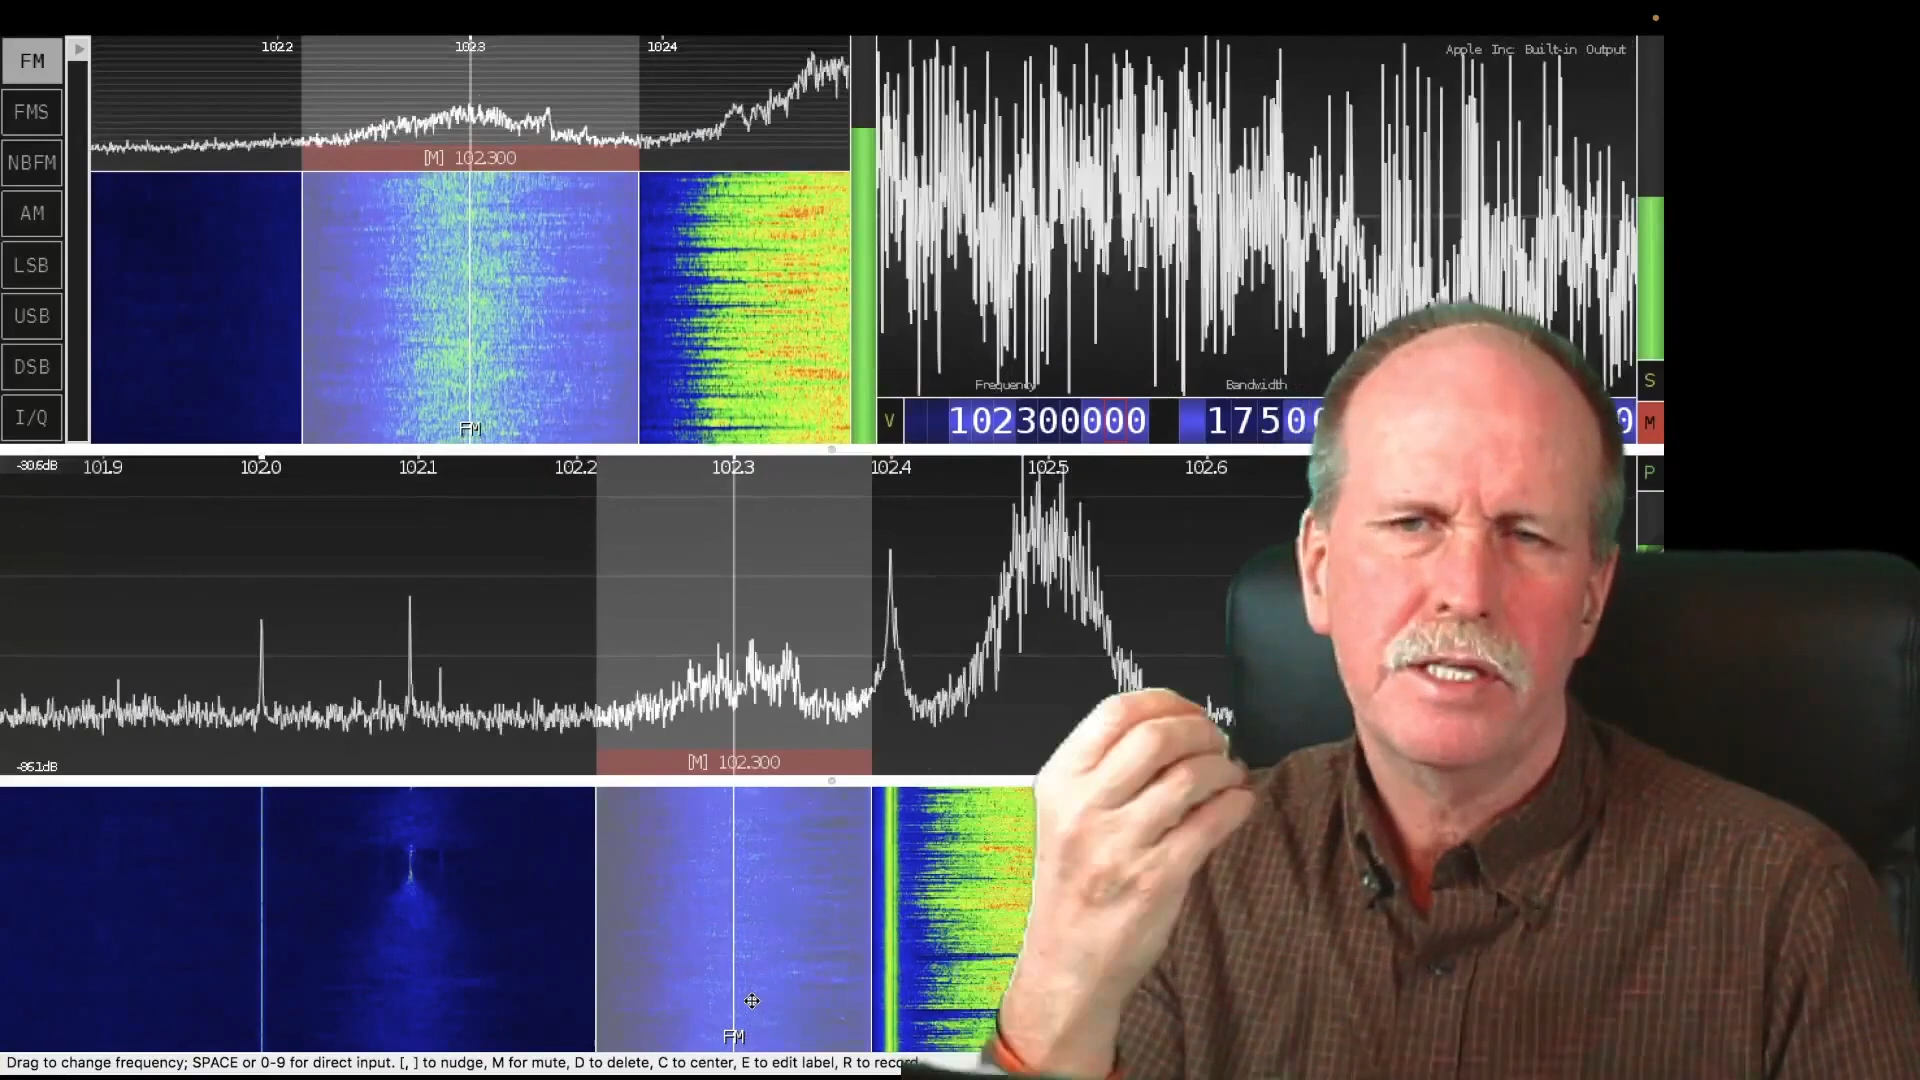 FM
FMS
NBFM
AM
LSB
USB
DSB
I/Q
102.2 102.3 102.4
[M] 102.300
FM
Apple Inc. Built-in Output
Frequency Bandwidth
V 102300000 17500
S
M
P
-30.6dB 101.9 102.0 102.1 102.2 102.3 102.4 102.5 102.6
-86.1dB
[M] 102.300
FM
Drag to change frequency; SPACE or 0-9 for direct input. [, ] to nudge, M for mute, D to delete, C to center, E to edit label, R to record